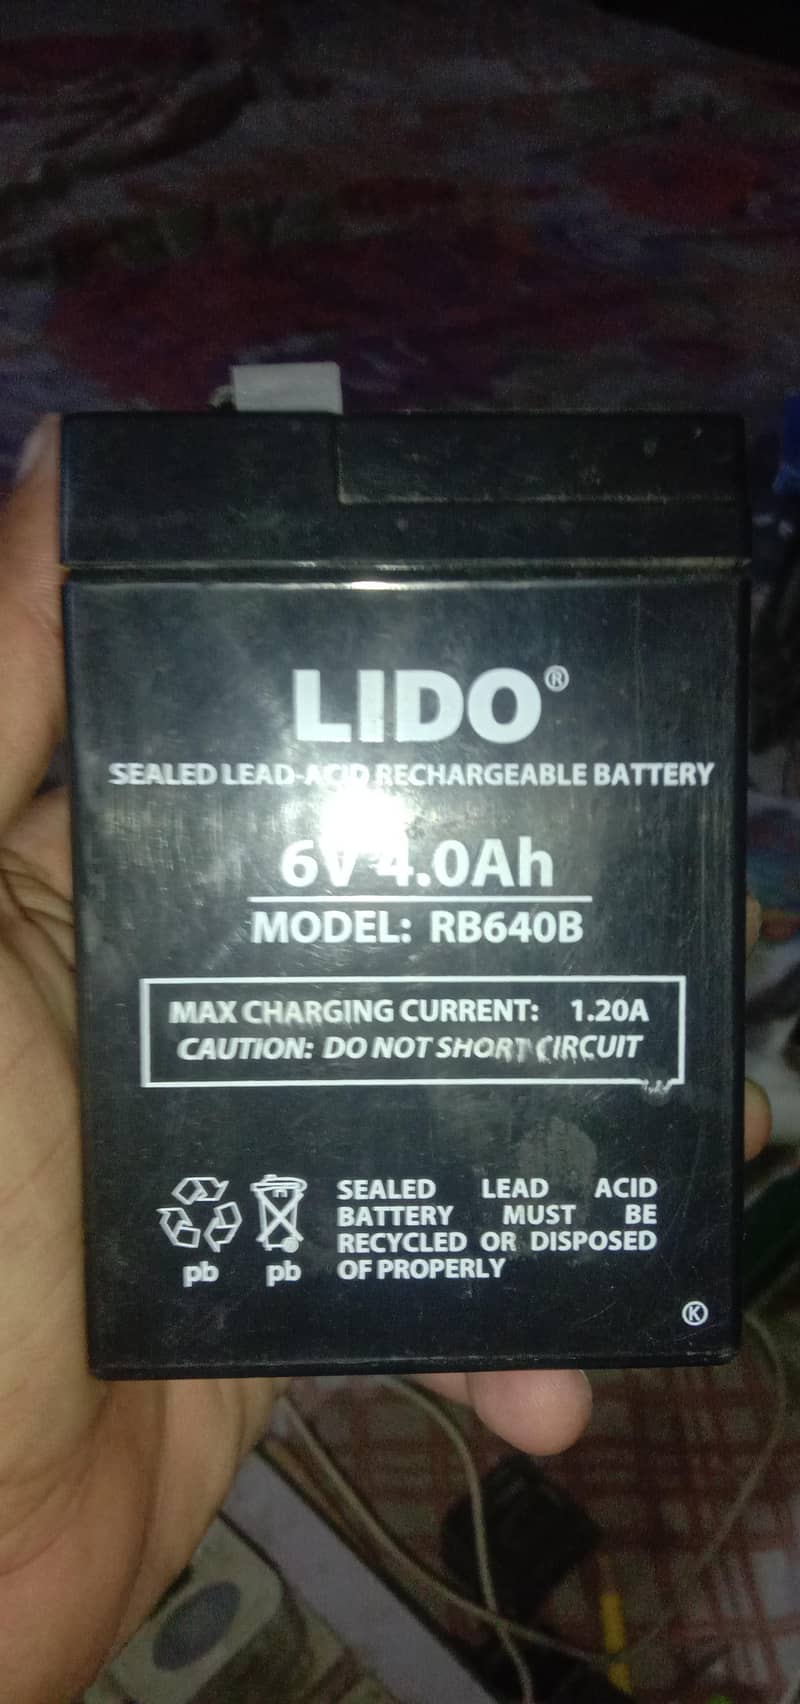 LIDO®
SEALED LEAD-ACID RECHARGEABLE BATTERY
6V 4.0Ah
MODEL: RB640B
MAX CHARGING CURRENT: 1.20A
CAUTION: DO NOT SHORT CIRCUIT
SEALED LEAD ACID
BATTERY MUST BE
RECYCLED OR DISPOSED
OF PROPERLY
pb pb
K